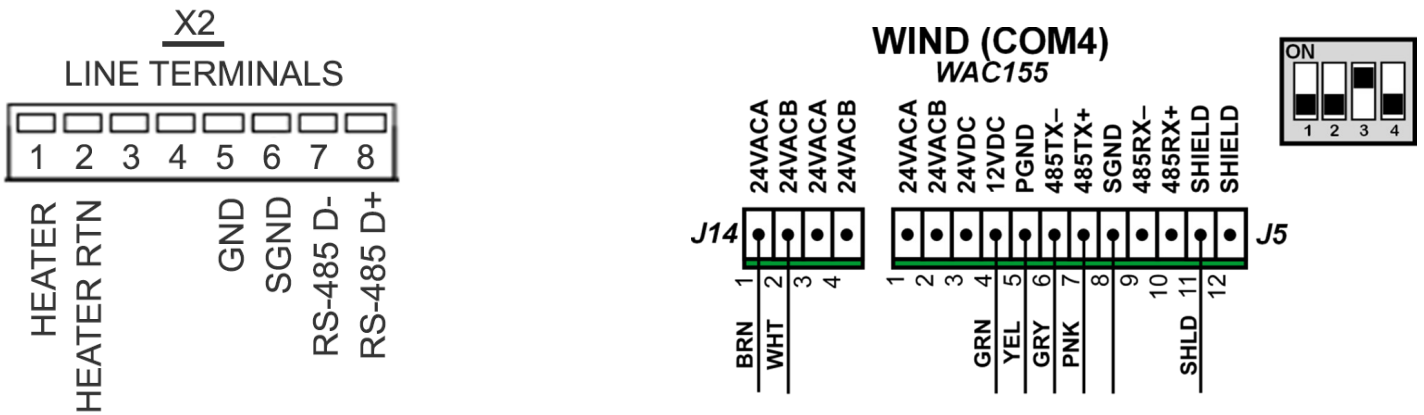 X2
LINE TERMINALS
1 2 3 4 5 6 7 8
HEATER
HEATER RTN
GND
SGND
RS-485 D-
RS-485 D+
WIND (COM4)
WAC155
24VACA
24VACB
24VACA
24VACB
J14
1 2 3 4
BRN
WHT
24VACA
24VACB
24VDC
12VDC
PGND
485TX–
485TX+
SGND
485RX–
485RX+
SHIELD
SHIELD
J5
1 2 3 4 5 6 7 8 9 10 11 12
GRN
YEL
GRY
PNK
SHLD
ON
1 2 3 4